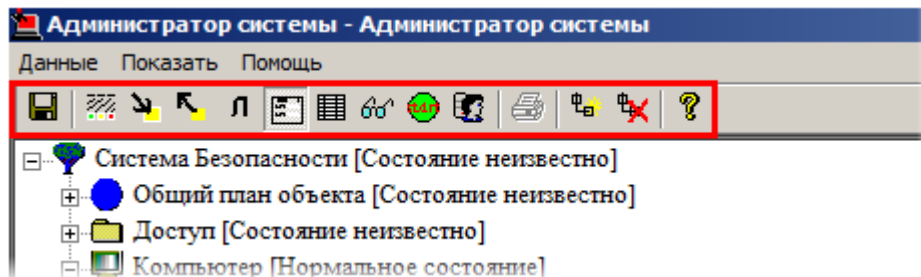 Администратор системы - Администратор системы
Данные Показать Помощь
Л
Система Безопасности [Состояние неизвестно]
Общий план объекта [Состояние неизвестно]
Доступ [Состояние неизвестно]
Компьютер [Нормальное состояние]